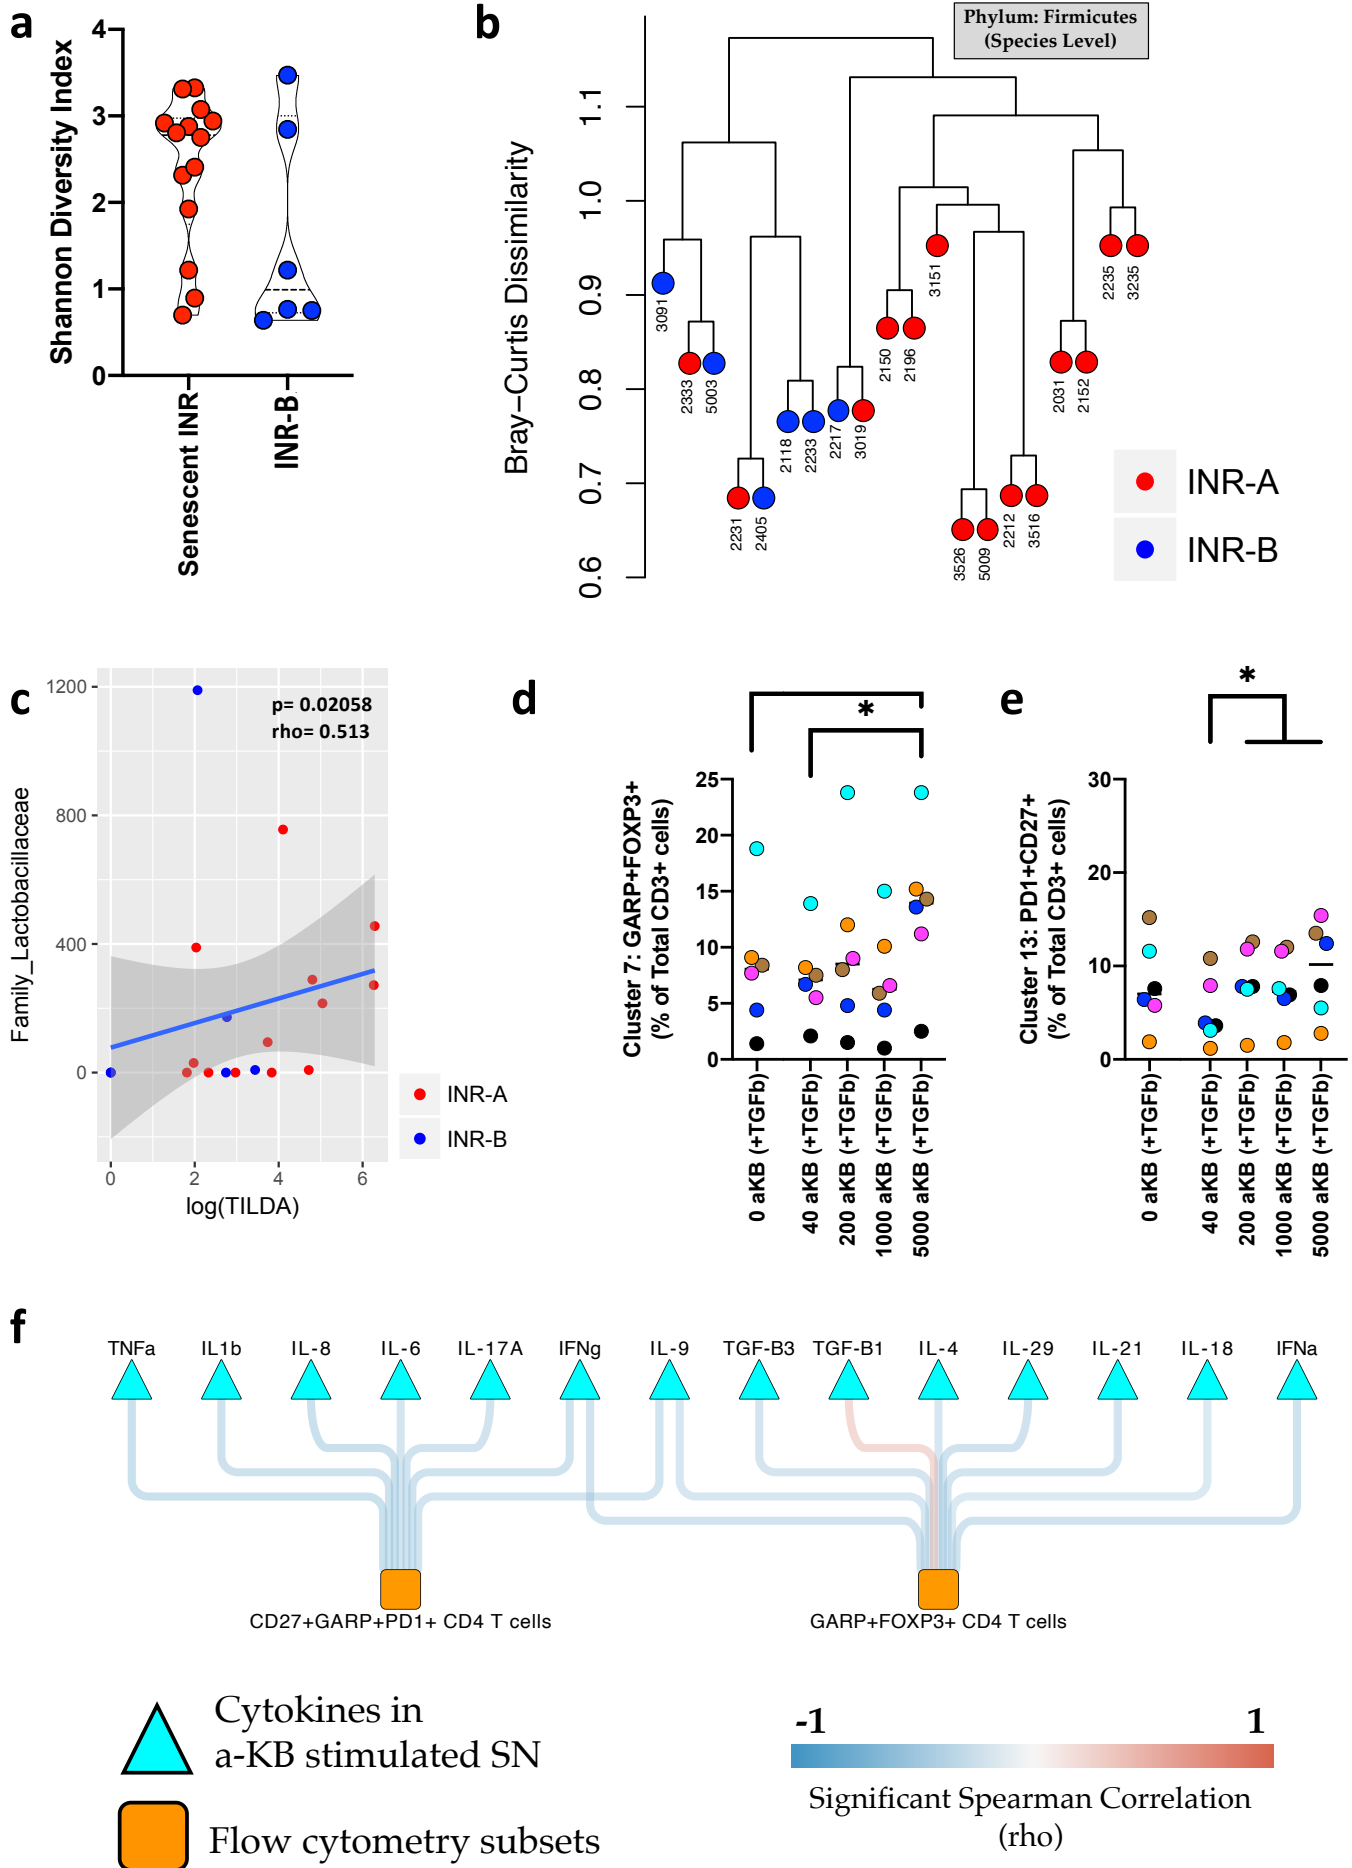 a
Shannon Diversity Index
4
3
2
1
0
Senescent INR
INR-B
b
Phylum: Firmicutes
(Species Level)
Bray–Curtis Dissimilarity
1.1
1.0
0.9
0.8
0.7
0.6
3091
2333
5003
2231
2405
2118
2233
2217
3019
2150
2196
3151
3526
5009
2212
3516
2031
2152
2235
3235
INR-A
INR-B
c
Family_Lactobacillaceae
1200
800
400
0
p= 0.02058
rho= 0.513
0
2
4
6
log(TILDA)
INR-A
INR-B
d
*
Cluster 7: GARP+FOXP3+
(% of Total CD3+ cells)
25
20
15
10
5
0
0 aKB (+TGFb)
40 aKB (+TGFb)
200 aKB (+TGFb)
1000 aKB (+TGFb)
5000 aKB (+TGFb)
e
*
Cluster 13: PD1+CD27+
(% of Total CD3+ cells)
30
20
10
0
0 aKB (+TGFb)
40 aKB (+TGFb)
200 aKB (+TGFb)
1000 aKB (+TGFb)
5000 aKB (+TGFb)
f
TNFa IL1b IL-8 IL-6 IL-17A IFNg IL-9 TGF-B3 TGF-B1 IL-4 IL-29 IL-21 IL-18 IFNa
CD27+GARP+PD1+ CD4 T cells
GARP+FOXP3+ CD4 T cells
Cytokines in
a-KB stimulated SN
Flow cytometry subsets
-1 1
Significant Spearman Correlation
(rho)